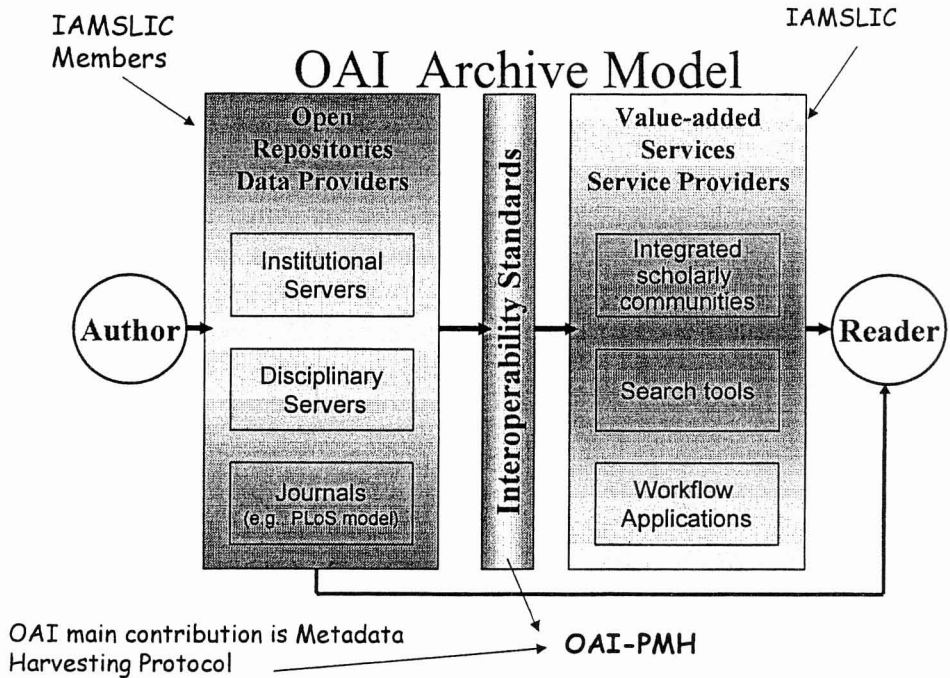 IAMSLIC
Members
IAMSLIC
OAI Archive Model
Open
Repositories
Data Providers
Institutional
Servers
Disciplinary
Servers
Journals
(e.g., PLoS model)
Interoperability Standards
Value-added
Services
Service Providers
Integrated
scholarly
communities
Search tools
Workflow
Applications
Author
Reader
OAI main contribution is Metadata
Harvesting Protocol
OAI-PMH